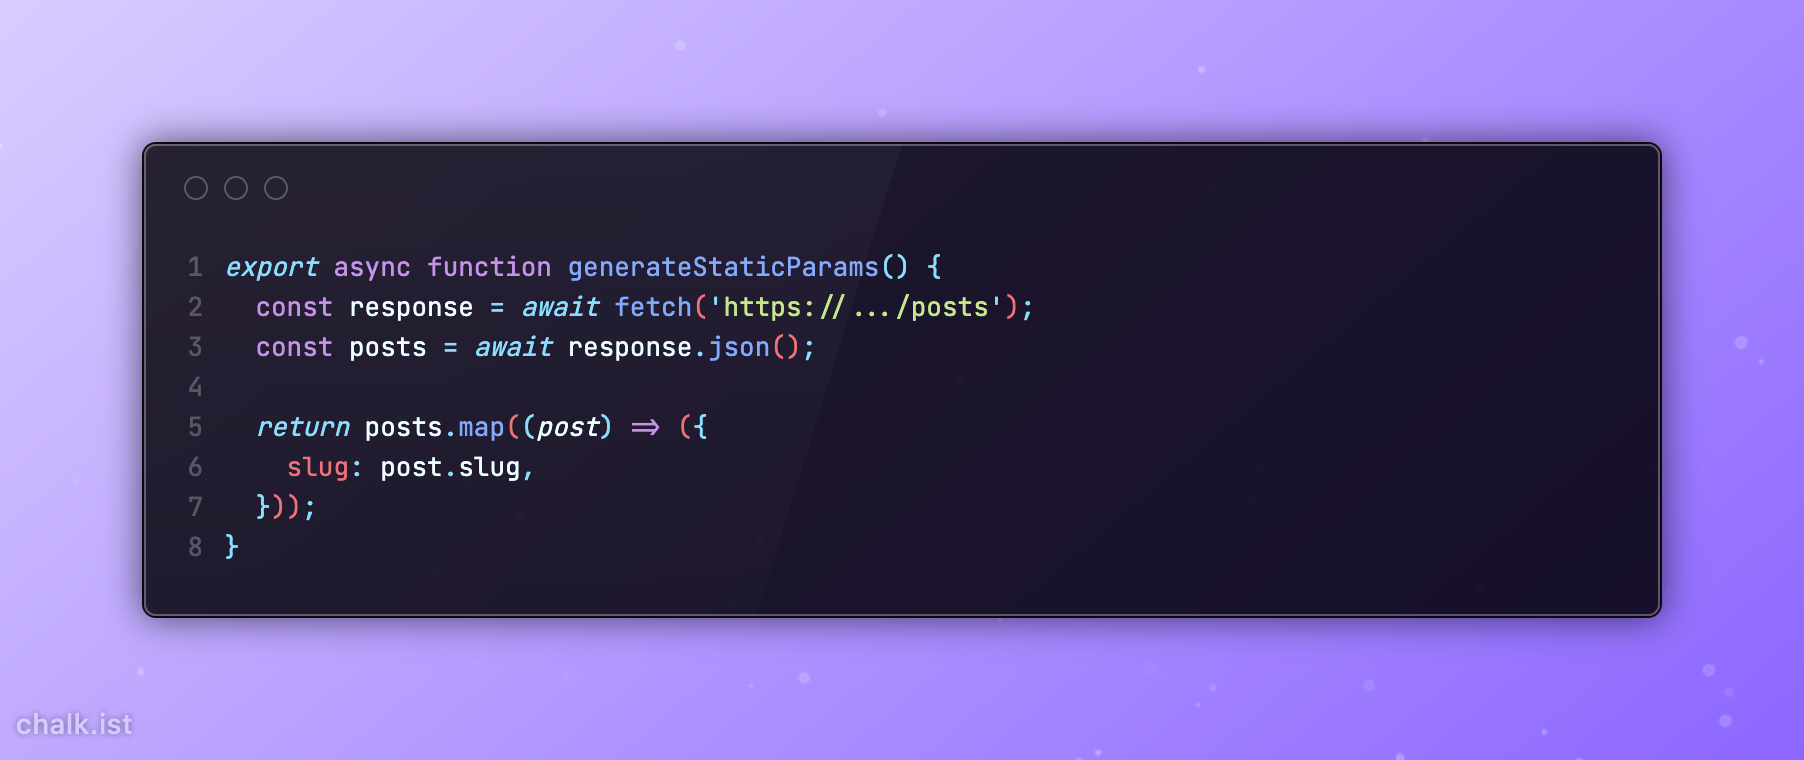 1 export async function generateStaticParams() {
2   const response = await fetch('https://.../posts');
3   const posts = await response.json();
4
5   return posts.map((post) => ({
6     slug: post.slug,
7   }));
8 }
chalk.ist